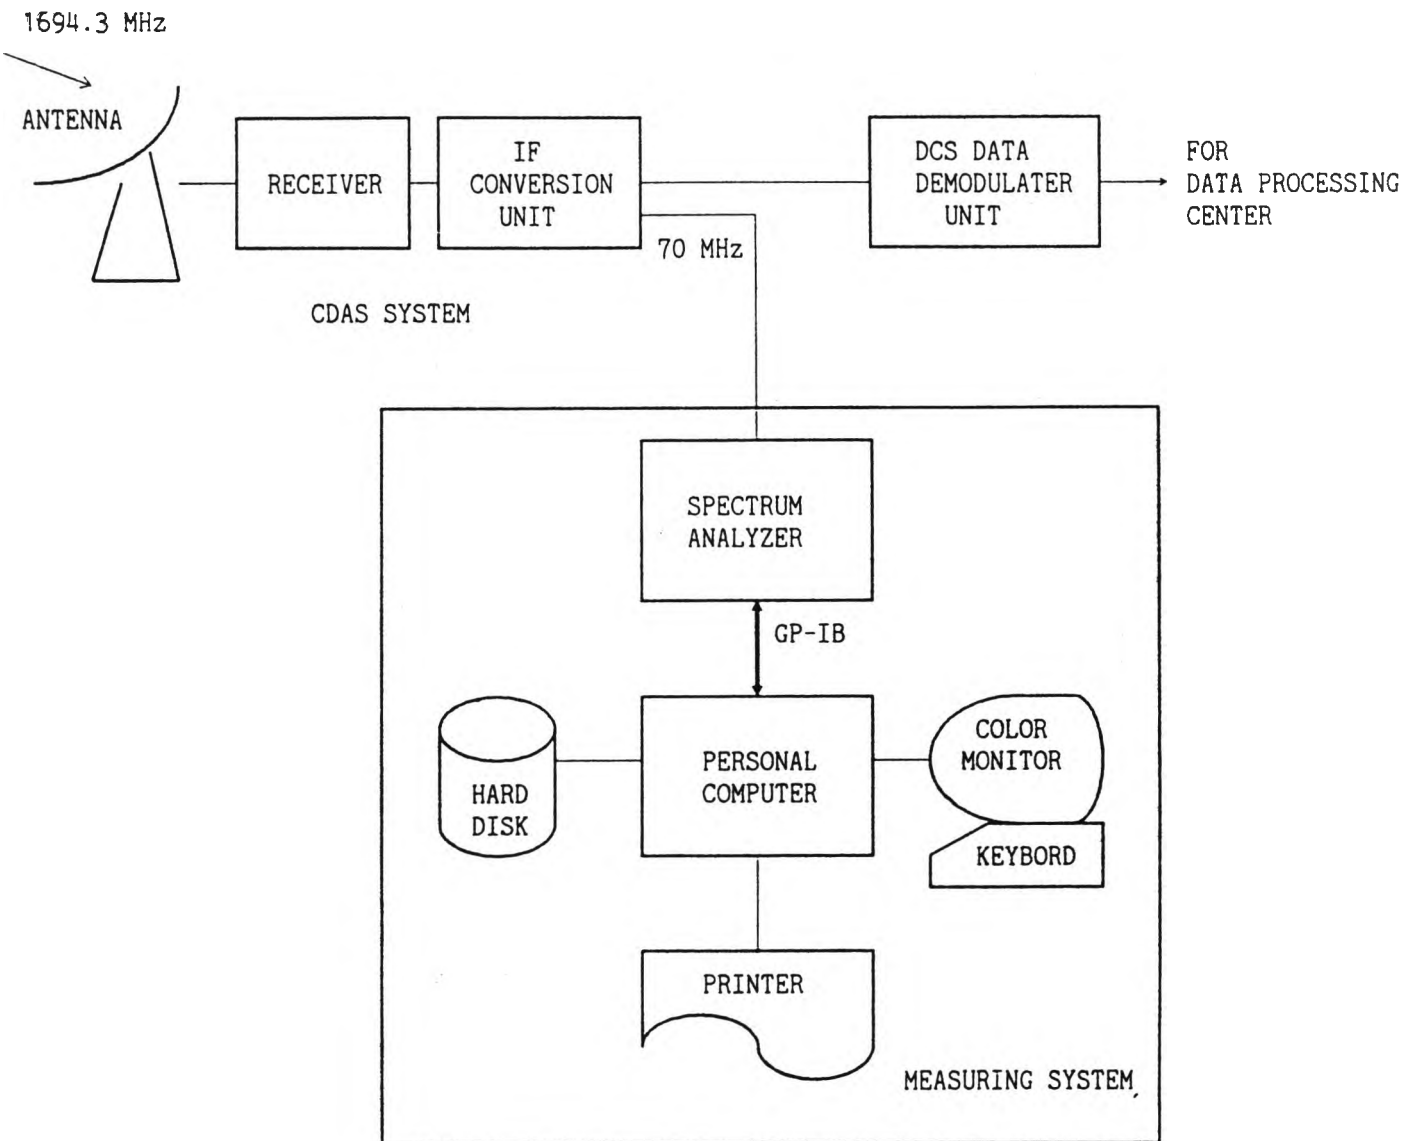 1694.3 MHz
ANTENNA
RECEIVER
IF
CONVERSION
UNIT
DCS DATA
DEMODULATER
UNIT
FOR
DATA PROCESSING
CENTER
70 MHz
CDAS SYSTEM
SPECTRUM
ANALYZER
GP-IB
HARD
DISK
PERSONAL
COMPUTER
COLOR
MONITOR
KEYBORD
PRINTER
MEASURING SYSTEM